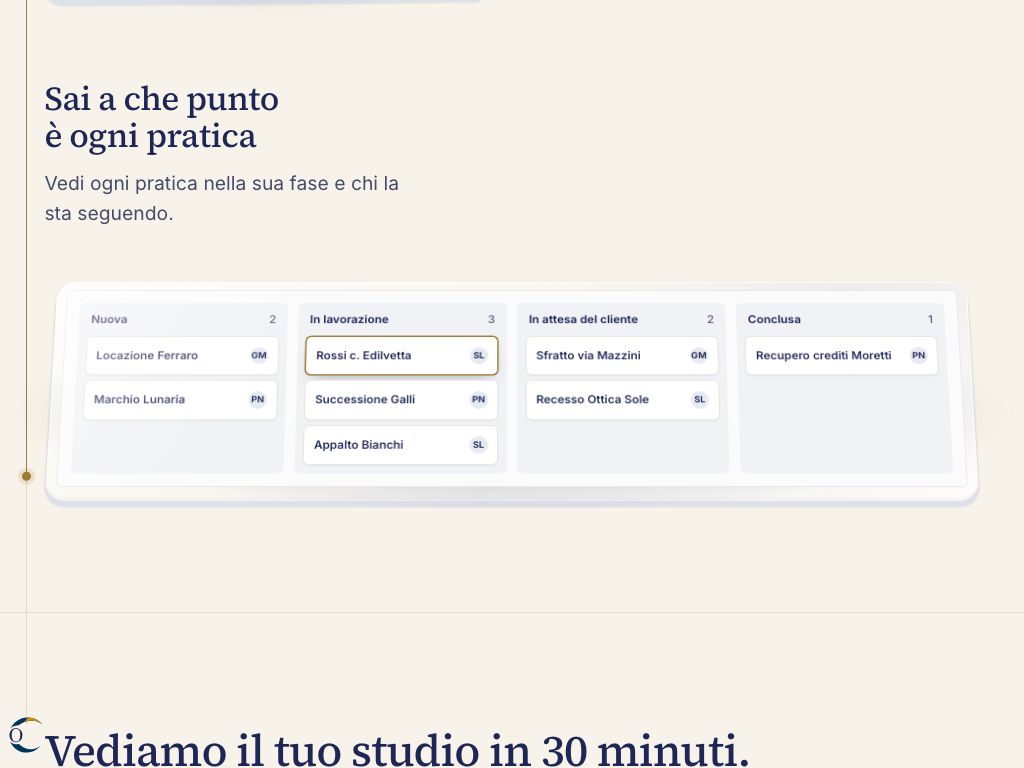 Sai a che punto
è ogni pratica
Vedi ogni pratica nella sua fase e chi la
sta seguendo.
Nuova 2
Locazione Ferraro GM
Marchio Lunaria PN
In lavorazione 3
Rossi c. Edilvetta SL
Successione Galli PN
Appalto Bianchi SL
In attesa del cliente 2
Sfratto via Mazzini GM
Recesso Ottica Sole SL
Conclusa 1
Recupero crediti Moretti PN
Vediamo il tuo studio in 30 minuti.